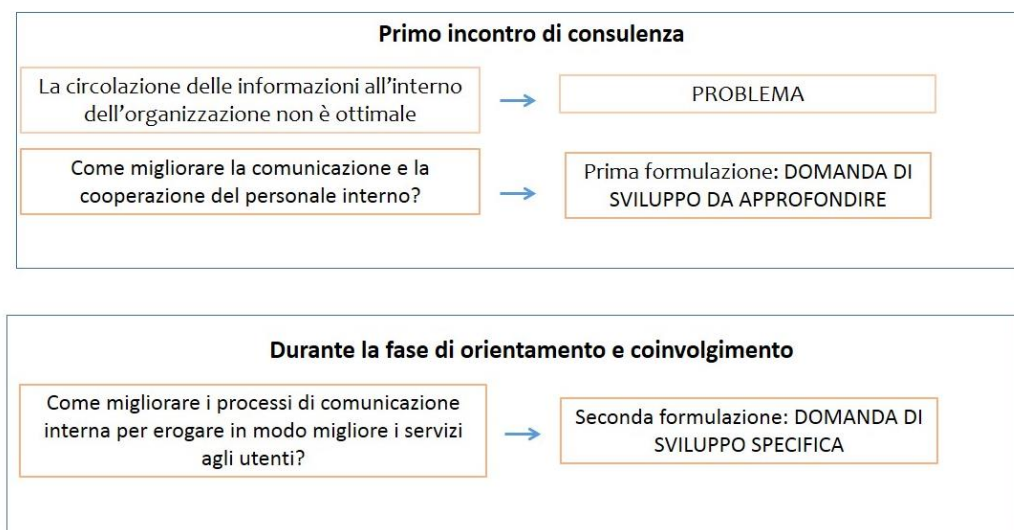 Primo incontro di consulenza
La circolazione delle informazioni all'interno
dell'organizzazione non è ottimale
PROBLEMA
Come migliorare la comunicazione e la
cooperazione del personale interno?
Prima formulazione: DOMANDA DI
SVILUPPO DA APPROFONDIRE
Durante la fase di orientamento e coinvolgimento
Come migliorare i processi di comunicazione
interna per erogare in modo migliore i servizi
agli utenti?
Seconda formulazione: DOMANDA DI
SVILUPPO SPECIFICA